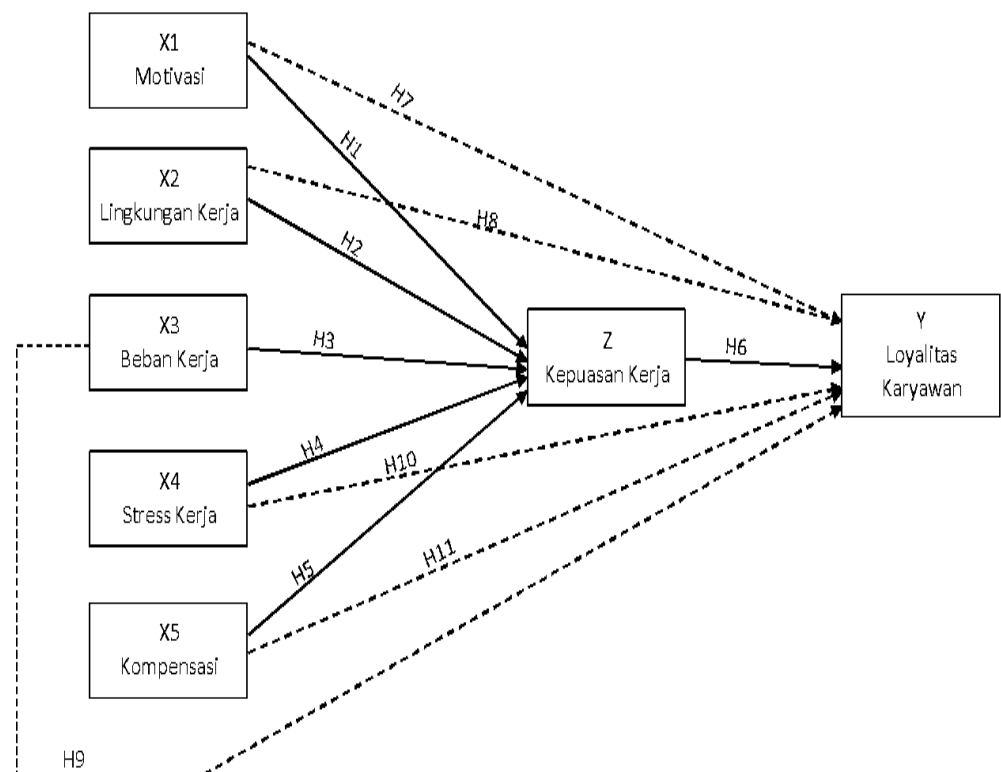 X1
Motivasi
H7
H1
X2
Lingkungan Kerja
H8
H2
X3
Beban Kerja
H3
Z
Kepuasan Kerja
H6
Y
Loyalitas
Karyawan
X4
Stress Kerja
H4
H10
H5
H11
X5
Kompensasi
H9